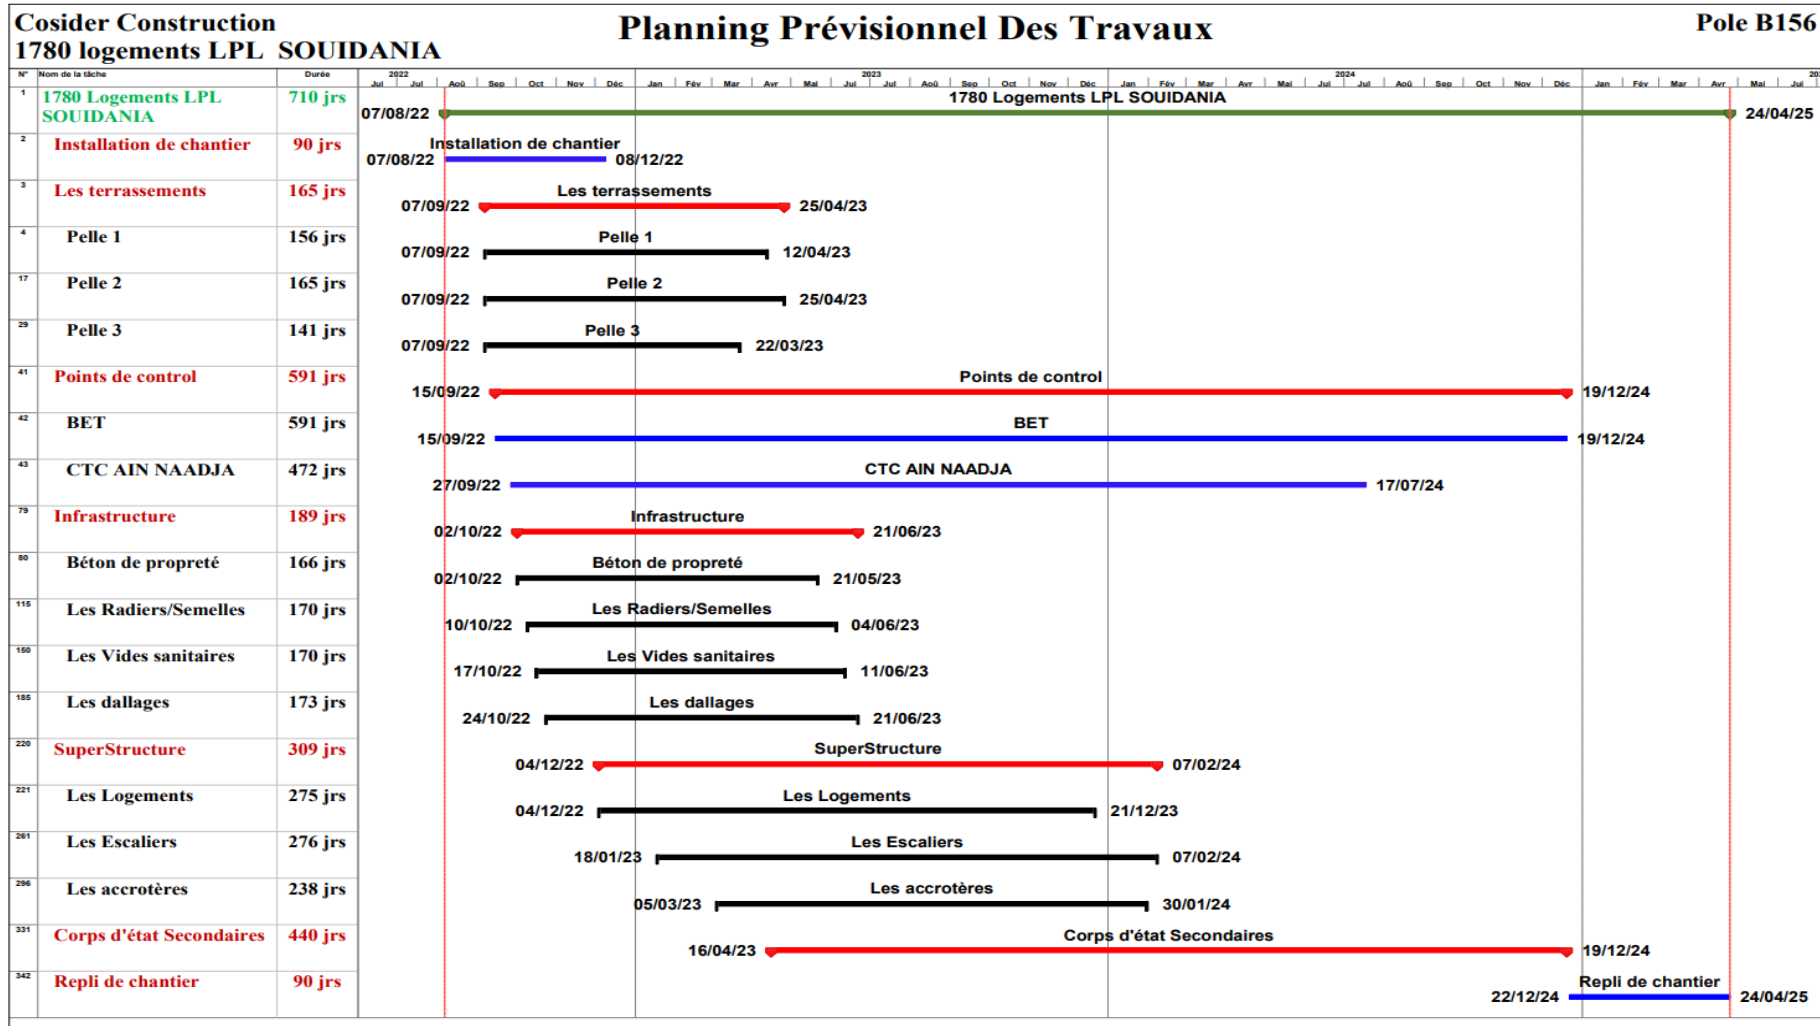 Cosider Construction
1780 logements LPL SOUIDANIA
Planning Prévisionnel Des Travaux
Pole B156
N° Nom de la tâche Durée
2022 2023 2024
Jui Jul Aoû Sep Oct Nov Déc Jan Fév Mar Avr Mai Jui Jul Aoû Sep Oct Nov Déc Jan Fév Mar Avr Mai Jui Jul Aoû Sep Oct Nov Déc Jan Fév Mar Avr Mai Jui
1 1780 Logements LPL SOUIDANIA 710 jrs 07/08/22 1780 Logements LPL SOUIDANIA 24/04/25
2 Installation de chantier 90 jrs 07/08/22 Installation de chantier 08/12/22
3 Les terrassements 165 jrs 07/09/22 Les terrassements 25/04/23
4 Pelle 1 156 jrs 07/09/22 Pelle 1 12/04/23
17 Pelle 2 165 jrs 07/09/22 Pelle 2 25/04/23
29 Pelle 3 141 jrs 07/09/22 Pelle 3 22/03/23
41 Points de control 591 jrs 15/09/22 Points de control 19/12/24
42 BET 591 jrs 15/09/22 BET 19/12/24
43 CTC AIN NAADJA 472 jrs 27/09/22 CTC AIN NAADJA 17/07/24
79 Infrastructure 189 jrs 02/10/22 Infrastructure 21/06/23
80 Béton de propreté 166 jrs 02/10/22 Béton de propreté 21/05/23
115 Les Radiers/Semelles 170 jrs 10/10/22 Les Radiers/Semelles 04/06/23
150 Les Vides sanitaires 170 jrs 17/10/22 Les Vides sanitaires 11/06/23
185 Les dallages 173 jrs 24/10/22 Les dallages 21/06/23
220 SuperStructure 309 jrs 04/12/22 SuperStructure 07/02/24
221 Les Logements 275 jrs 04/12/22 Les Logements 21/12/23
261 Les Escaliers 276 jrs 18/01/23 Les Escaliers 07/02/24
296 Les accrotères 238 jrs 05/03/23 Les accrotères 30/01/24
331 Corps d'état Secondaires 440 jrs 16/04/23 Corps d'état Secondaires 19/12/24
342 Repli de chantier 90 jrs 22/12/24 Repli de chantier 24/04/25